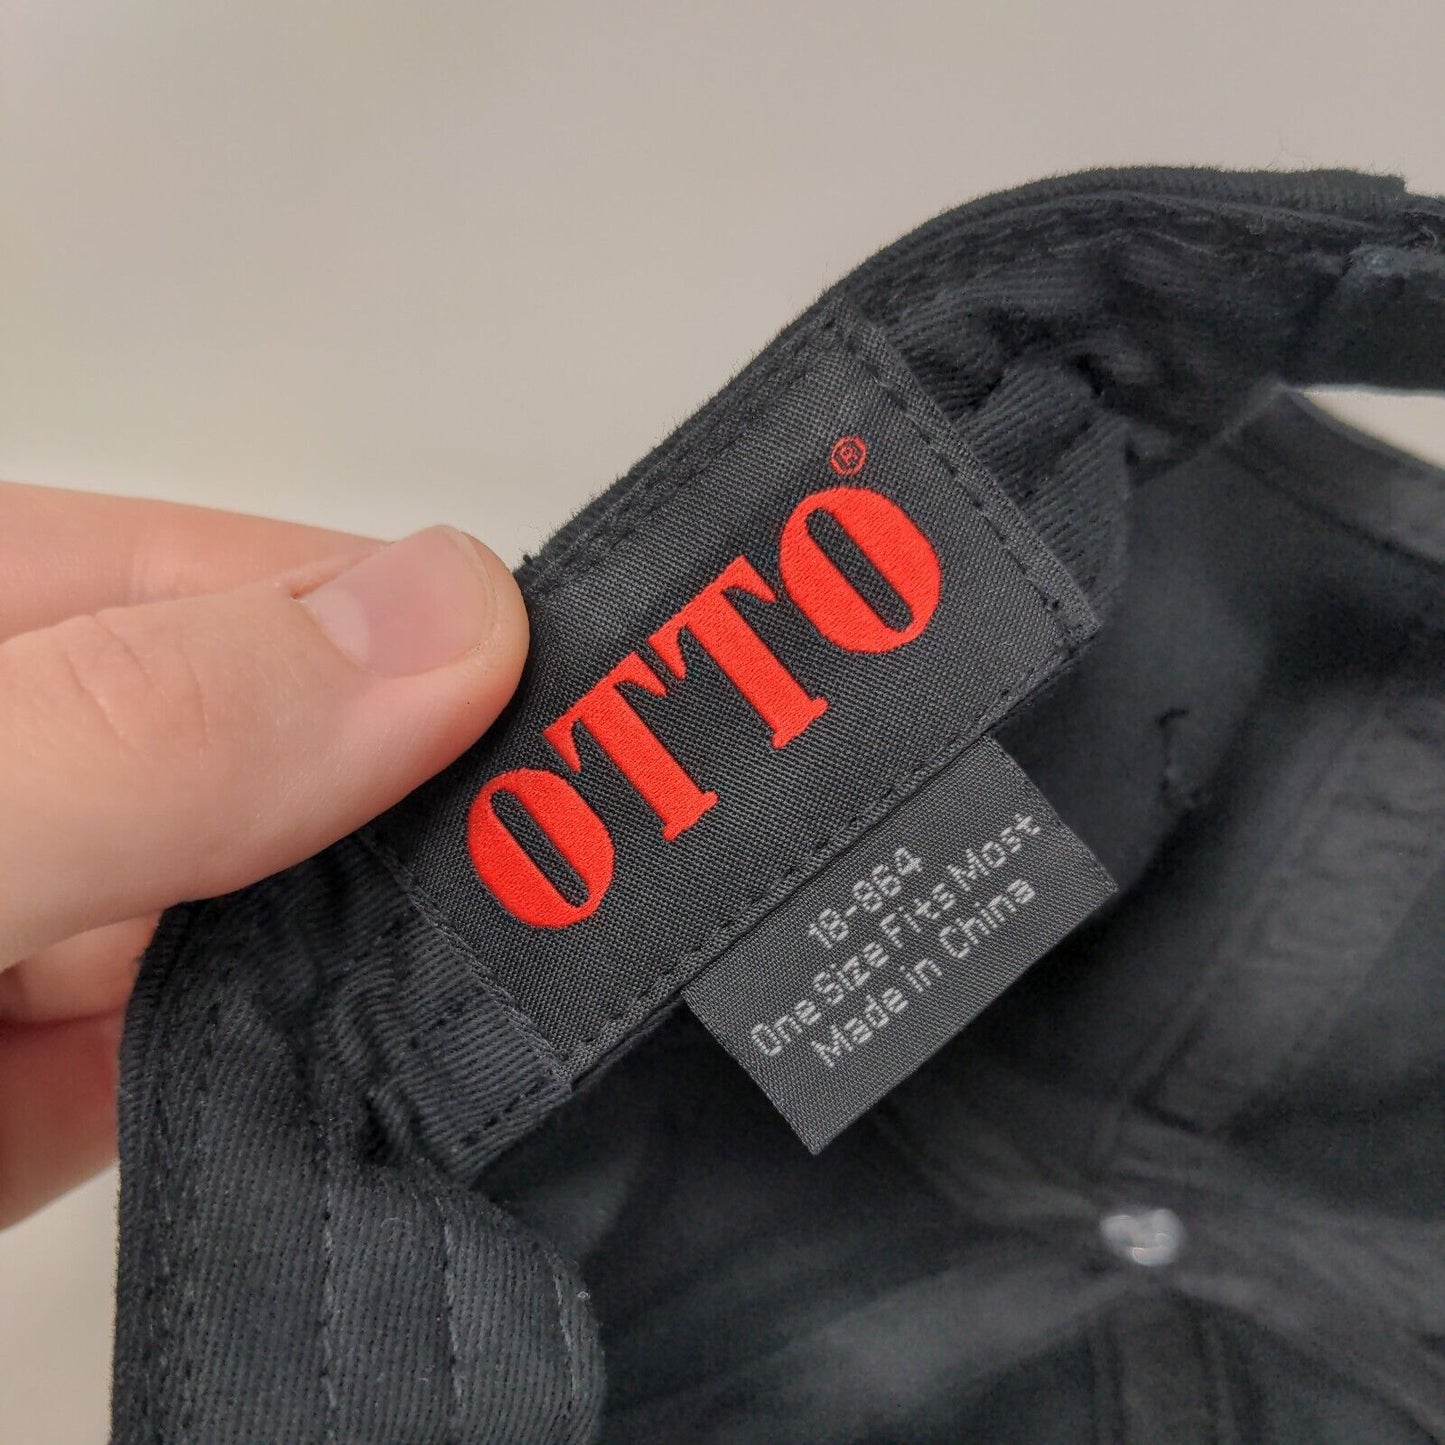 OTTO®
18-864
One Size Fits Most
Made in China